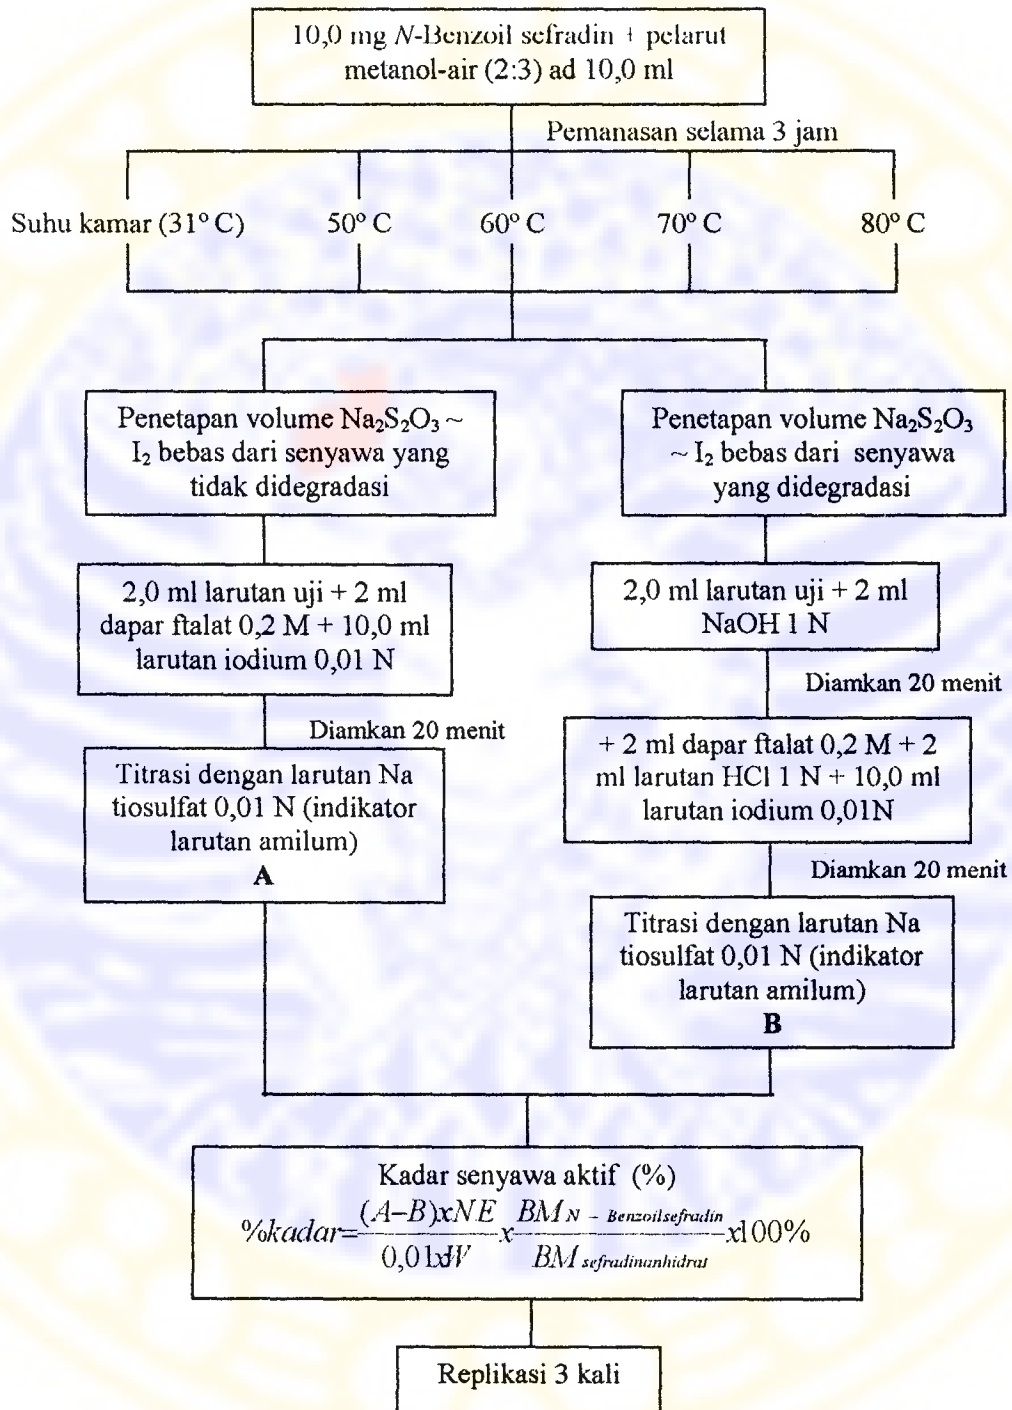 10,0 mg N-Benzoil sefradin + pelarut
metanol-air (2:3) ad 10,0 ml
Pemanasan selama 3 jam
Suhu kamar (31° C)
50° C
60° C
70° C
80° C
Penetapan volume Na₂S₂O₃ ~
I₂ bebas dari senyawa yang
tidak didegradasi
2,0 ml larutan uji + 2 ml
dapar ftalat 0,2 M + 10,0 ml
larutan iodium 0,01 N
Diamkan 20 menit
Titrasi dengan larutan Na
tiosulfat 0,01 N (indikator
larutan amilum)
A
Penetapan volume Na₂S₂O₃
~ I₂ bebas dari senyawa
yang didegradasi
2,0 ml larutan uji + 2 ml
NaOH 1 N
Diamkan 20 menit
+ 2 ml dapar ftalat 0,2 M + 2
ml larutan HCl 1 N + 10,0 ml
larutan iodium 0,01N
Diamkan 20 menit
Titrasi dengan larutan Na
tiosulfat 0,01 N (indikator
larutan amilum)
B
Kadar senyawa aktif (%)
%kadar = (A–B)xNE / 0,01xW x BM N - Benzoilsefradin / BM sefradinanhidrat x100%
Replikasi 3 kali